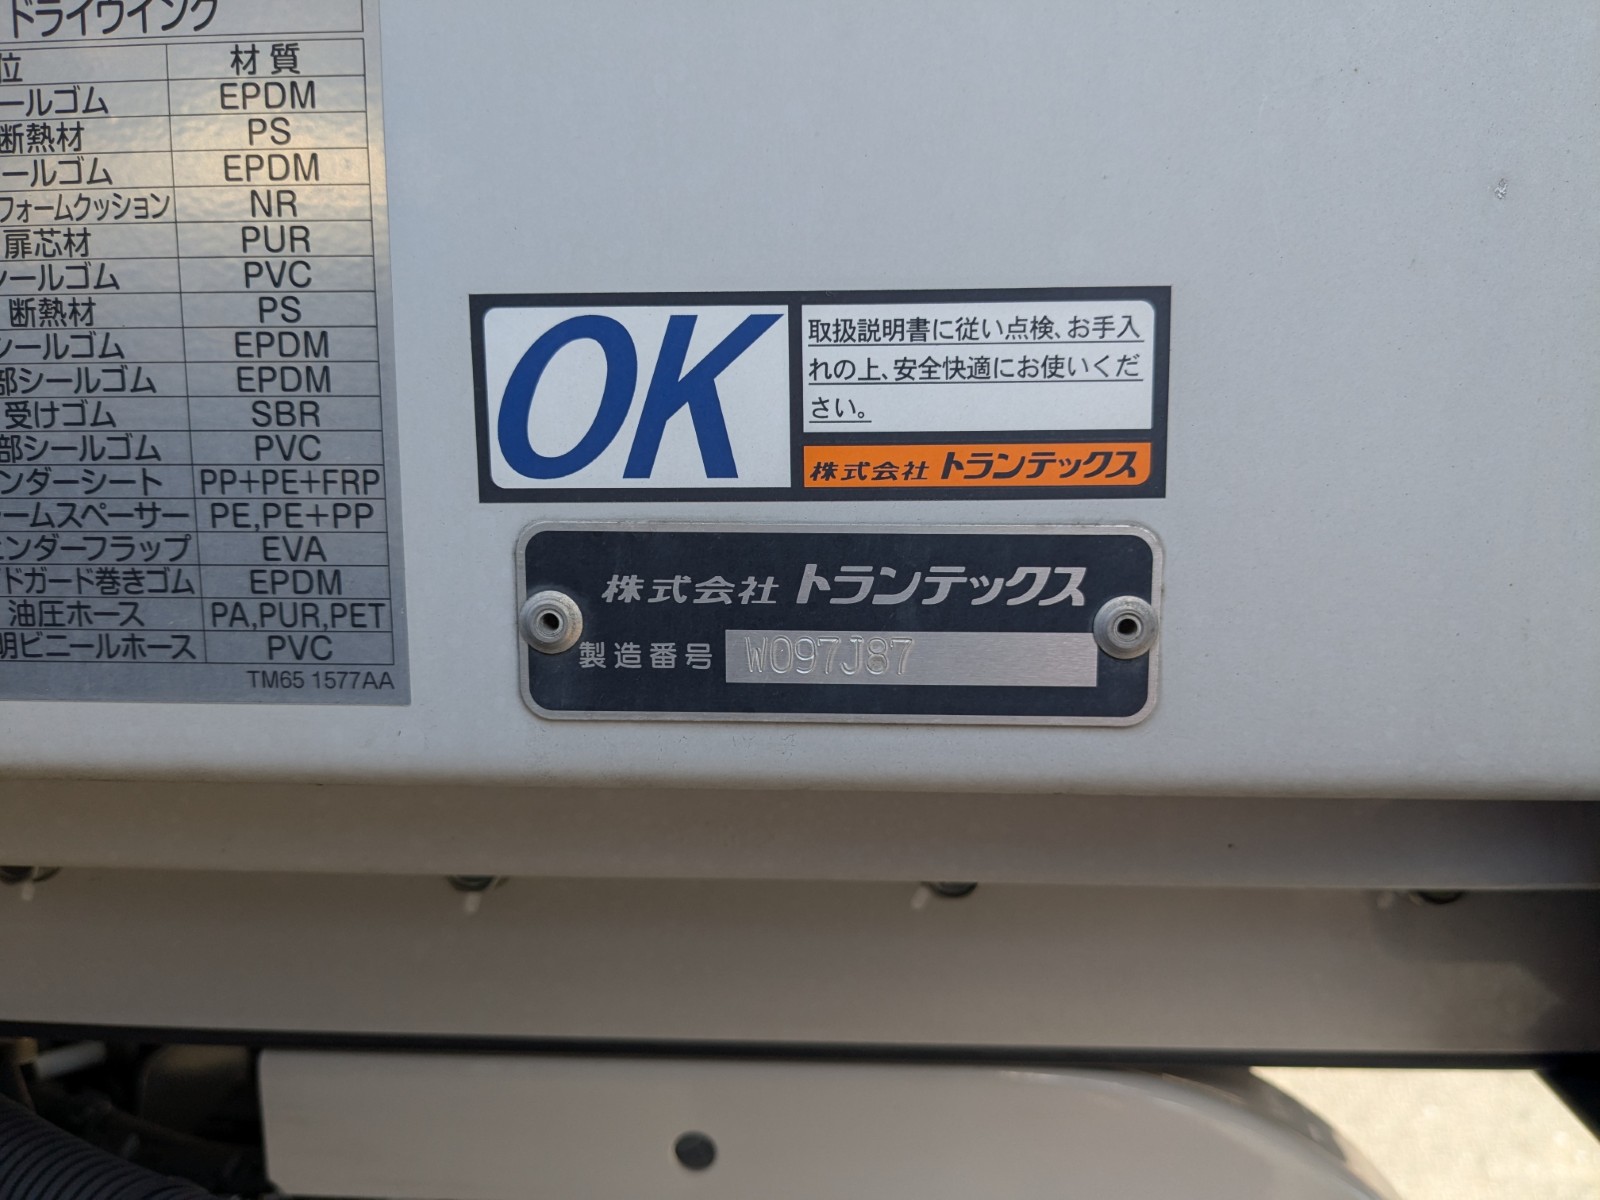 ドライウイング
位 材質
ールゴム EPDM
断熱材 PS
ールゴム EPDM
フォームクッション NR
扉芯材 PUR
シールゴム PVC
断熱材 PS
シールゴム EPDM
部シールゴム EPDM
受けゴム SBR
部シールゴム PVC
ンダーシート PP+PE+FRP
ームスペーサー PE,PE+PP
ェンダーフラップ EVA
ドガード巻きゴム EPDM
油圧ホース PA,PUR,PET
明ビニールホース PVC
TM65 1577AA
OK
取扱説明書に従い点検、お手入
れの上、安全快適にお使いくだ
さい。
株式会社 トランテックス
株式会社 トランテックス
製造番号 W097J87